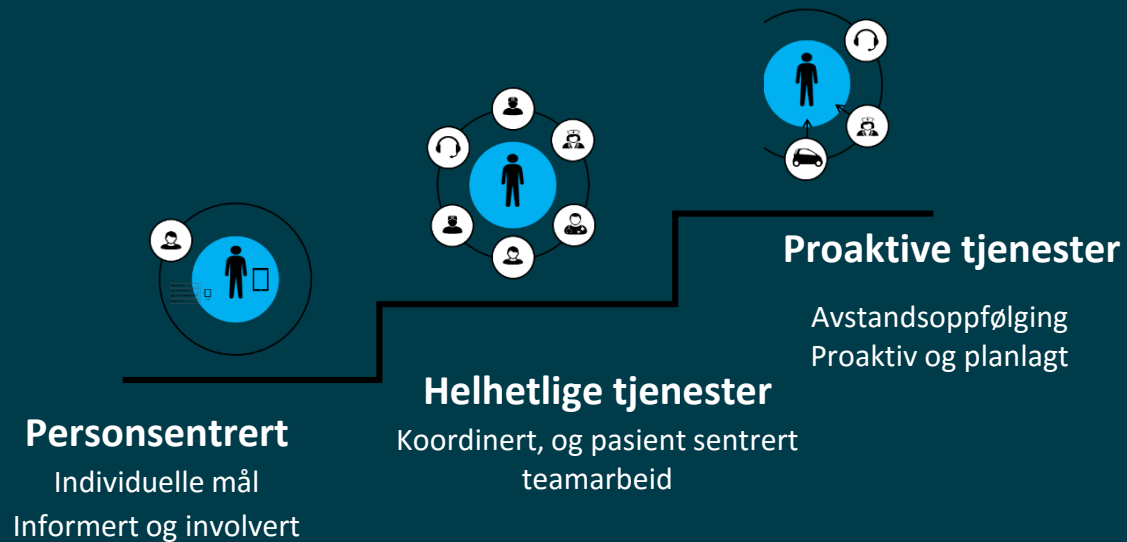 Proaktive tjenester
Avstandsoppfølging
Proaktiv og planlagt
Helhetlige tjenester
Koordinert, og pasient sentrert
teamarbeid
Personsentrert
Individuelle mål
Informert og involvert